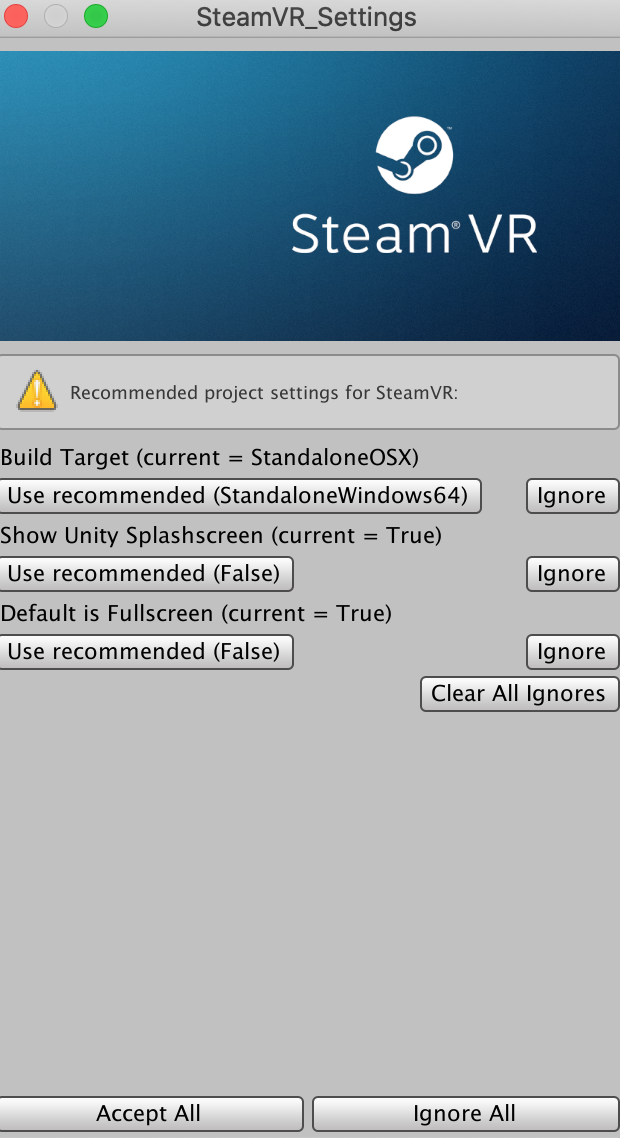 SteamVR_Settings
Steam® VR
™
Recommended project settings for SteamVR:
Build Target (current = StandaloneOSX)
Use recommended (StandaloneWindows64) Ignore
Show Unity Splashscreen (current = True)
Use recommended (False) Ignore
Default is Fullscreen (current = True)
Use recommended (False) Ignore
Clear All Ignores
Accept All Ignore All